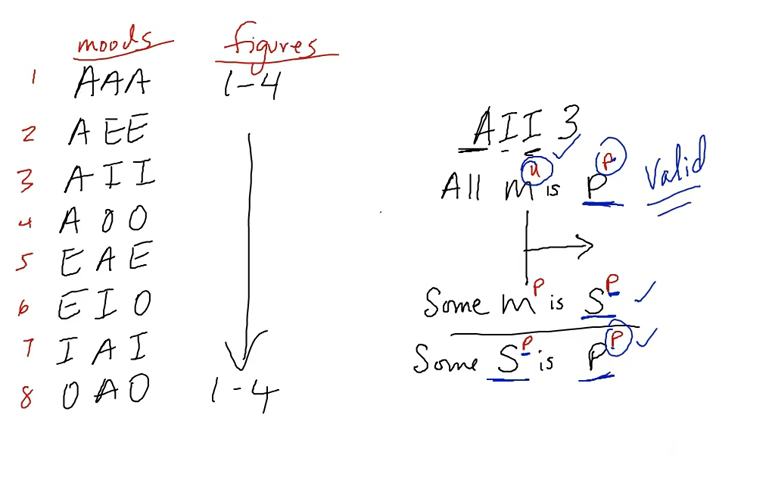 moods figures
1 AAA 1-4
2 AEE
3 AII
4 AOO
5 EAE
6 EIO
7 IAI
8 OAO 1-4
AII 3
All m u is P p valid
Some m p is S p
Some S p is P p